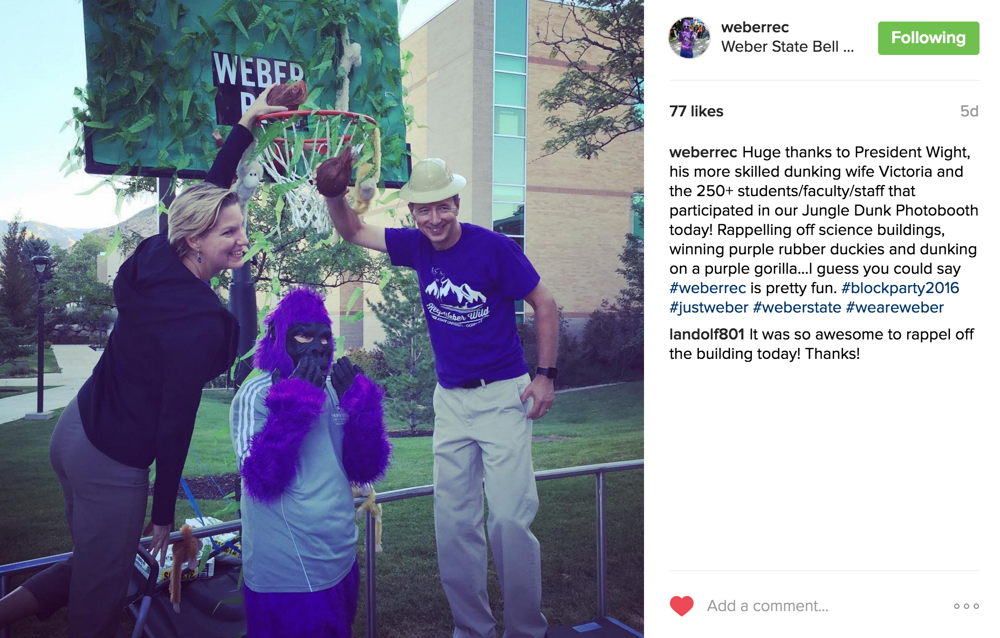 WEBER
Keep Weber Wild
weberrec
Weber State Bell ...
Following
77 likes
5d
weberrec Huge thanks to President Wight,
his more skilled dunking wife Victoria and
the 250+ students/faculty/staff that
participated in our Jungle Dunk Photobooth
today! Rappelling off science buildings,
winning purple rubber duckies and dunking
on a purple gorilla...I guess you could say
#weberrec is pretty fun. #blockparty2016
#justweber #weberstate #weareweber
landolf801 It was so awesome to rappel off
the building today! Thanks!
Add a comment...